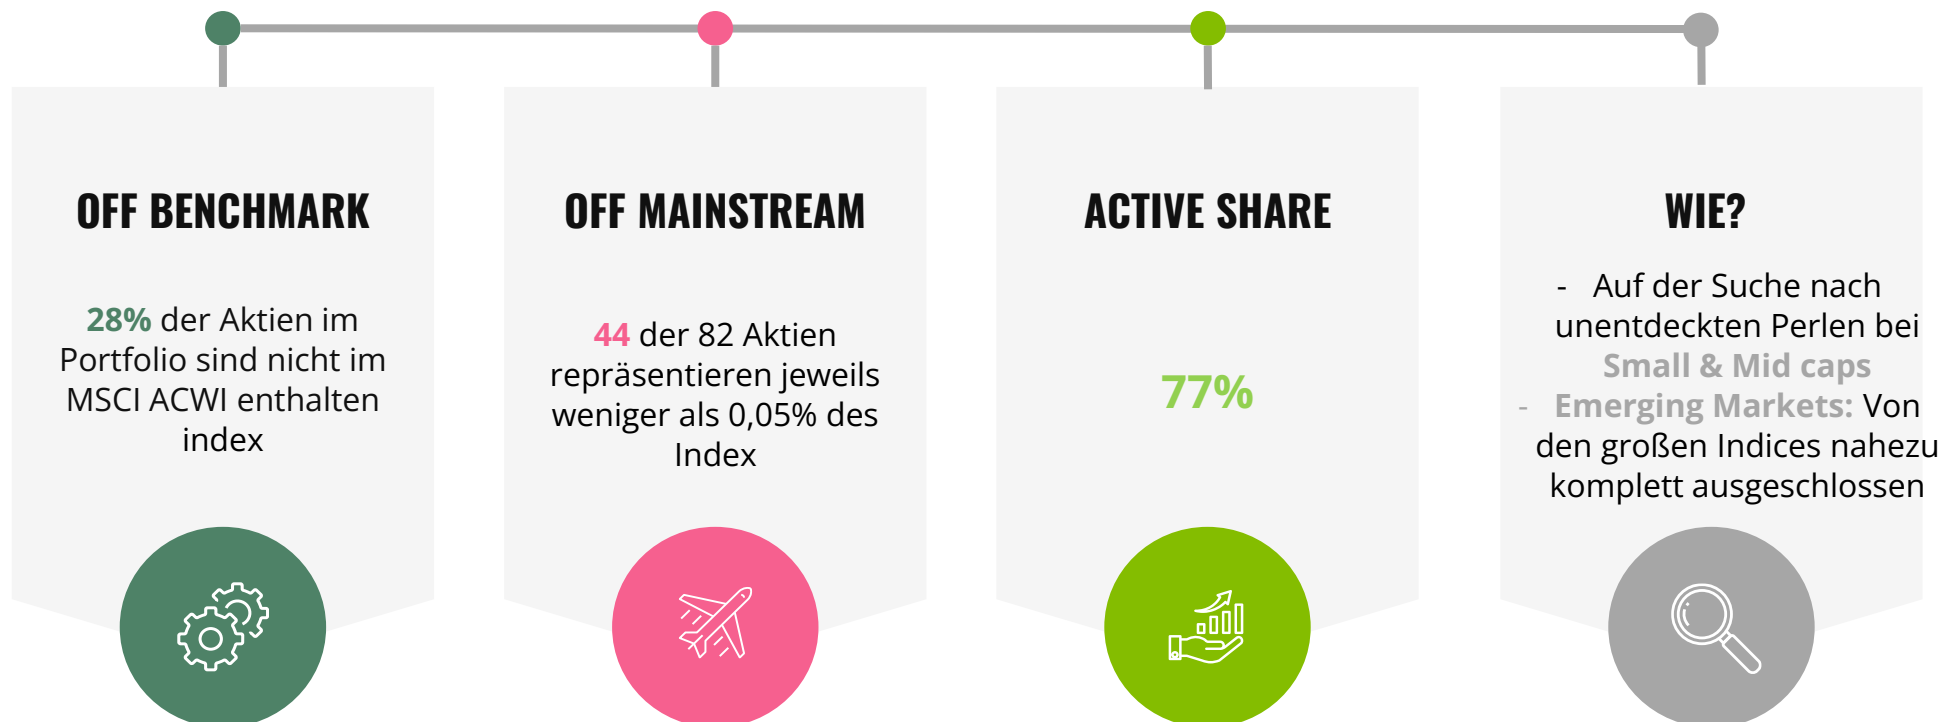 OFF BENCHMARK
28% der Aktien im
Portfolio sind nicht im
MSCI ACWI enthalten
index
OFF MAINSTREAM
44 der 82 Aktien
repräsentieren jeweils
weniger als 0,05% des
Index
ACTIVE SHARE
77%
WIE?
- Auf der Suche nach
unentdeckten Perlen bei
Small & Mid caps
- Emerging Markets: Von
den großen Indices nahezu
komplett ausgeschlossen